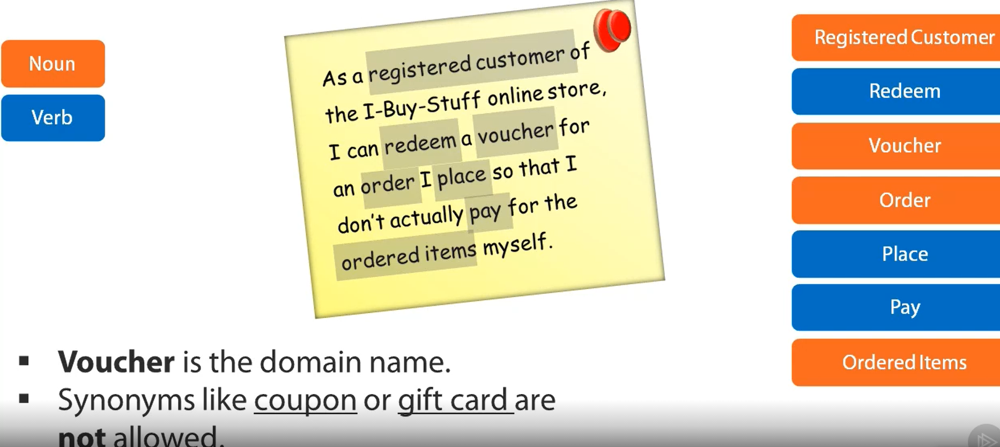 Noun
Verb
As a registered customer of
the I-Buy-Stuff online store,
I can redeem a voucher for
an order I place so that I
don't actually pay for the
ordered items myself.
Registered Customer
Redeem
Voucher
Order
Place
Pay
Ordered Items
▪ Voucher is the domain name.
▪ Synonyms like coupon or gift card are
not allowed.